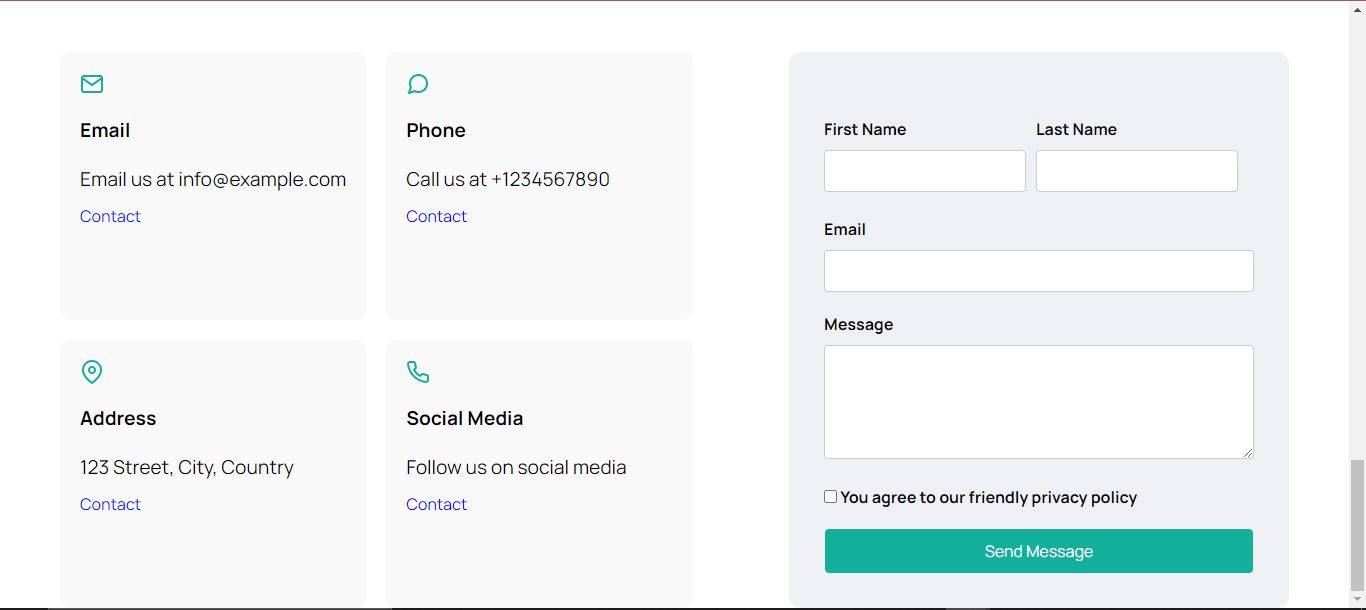 Email
Email us at info@example.com
Contact
Phone
Call us at +1234567890
Contact
Address
123 Street, City, Country
Contact
Social Media
Follow us on social media
Contact
First Name
Last Name
Email
Message
You agree to our friendly privacy policy
Send Message